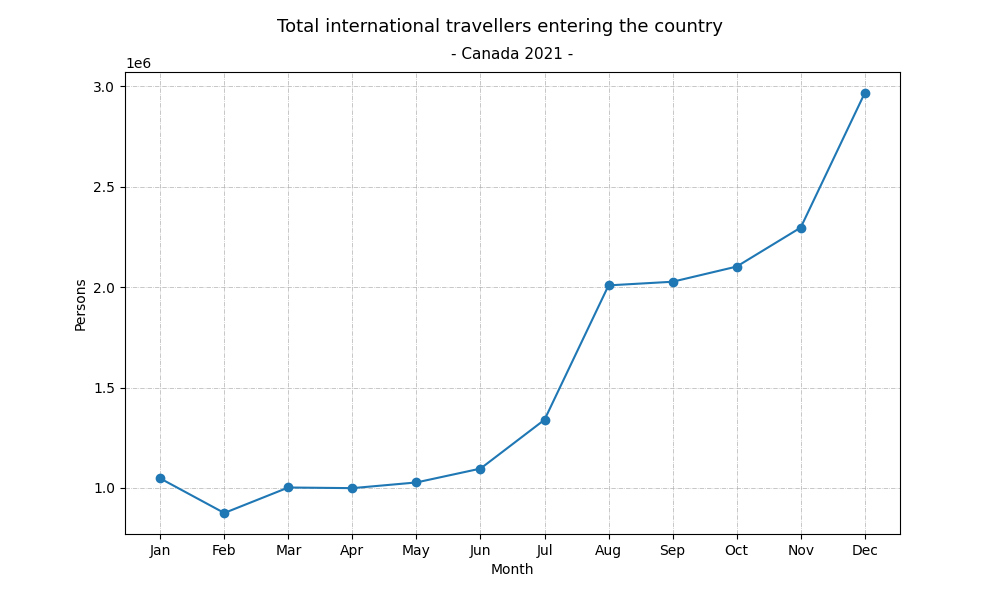 Total international travellers entering the country
- Canada 2021 -
1e6
3.0
2.5
2.0
1.5
1.0
Persons
Jan Feb Mar Apr May Jun Jul Aug Sep Oct Nov Dec
Month